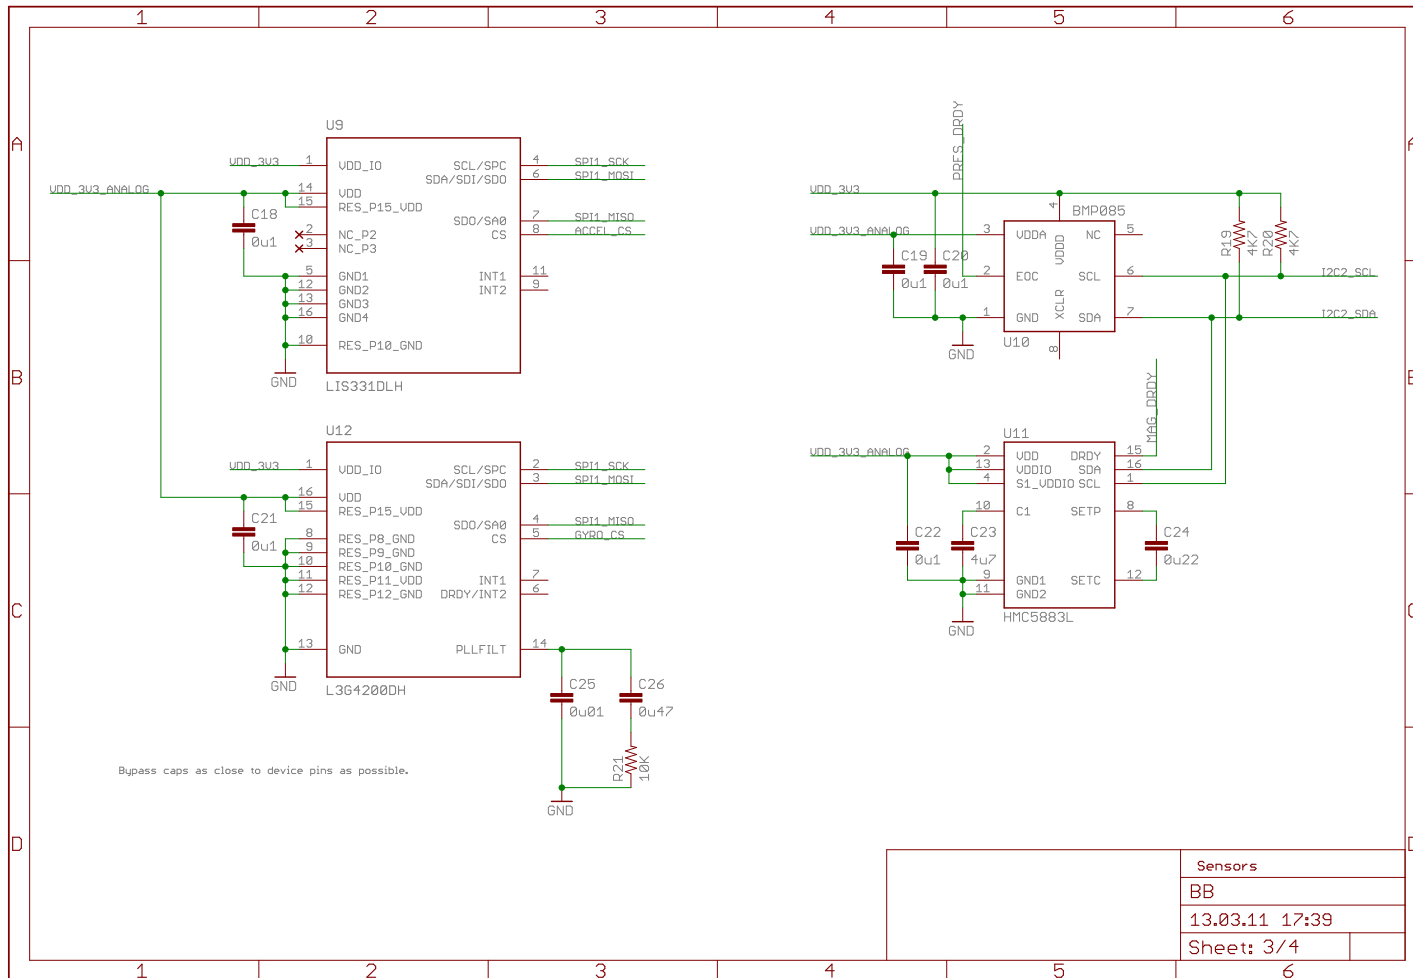 1 2 3 4 5 6
A
B
C
D
U9
VDD_3V3 1 VDD_IO SCL/SPC 4 SPI1_SCK
SDA/SDI/SDO 6 SPI1_MOSI
VDD_3V3_ANALOG 14 VDD
15 RES_P15_VDD
C18
0u1
SDO/SA0 7 SPI1_MISO
2 NC_P2 CS 8 ACCEL_CS
3 NC_P3
5 GND1 INT1 11
12 GND2 INT2 9
13 GND3
16 GND4
10 RES_P10_GND
GND
LIS331DLH
U12
VDD_3V3 1 VDD_IO SCL/SPC 2 SPI1_SCK
SDA/SDI/SDO 3 SPI1_MOSI
16 VDD
15 RES_P15_VDD
C21
0u1
SDO/SA0 4 SPI1_MISO
8 RES_P8_GND CS 5 GYRO_CS
9 RES_P9_GND
10 RES_P10_GND
11 RES_P11_VDD INT1 7
12 RES_P12_GND DRDY/INT2 6
13 GND PLLFILT 14
GND
L3G4200DH
C25
0u01
C26
0u47
R21
10K
GND
Bypass caps as close to device pins as possible.
PRES_DRDY
VDD_3V3
4 BMP085
VDD_3V3_ANALOG 3 VDDA NC 5
VDDD
R19
4K7
R20
4K7
C19
0u1
C20
0u1
2 EOC SCL 6 I2C2_SCL
XCLR
1 GND SDA 7 I2C2_SDA
8
GND
U10
MAG_DRDY
U11
VDD_3V3_ANALOG 2 VDD DRDY 15
13 VDDIO SDA 16
4 S1_VDDIO SCL 1
10 C1 SETP 8
C22
0u1
C23
4u7
C24
0u22
9 GND1 SETC 12
11 GND2
GND
HMC5883L
Sensors
BB
13.03.11 17:39
Sheet: 3/4
1 2 3 4 5 6